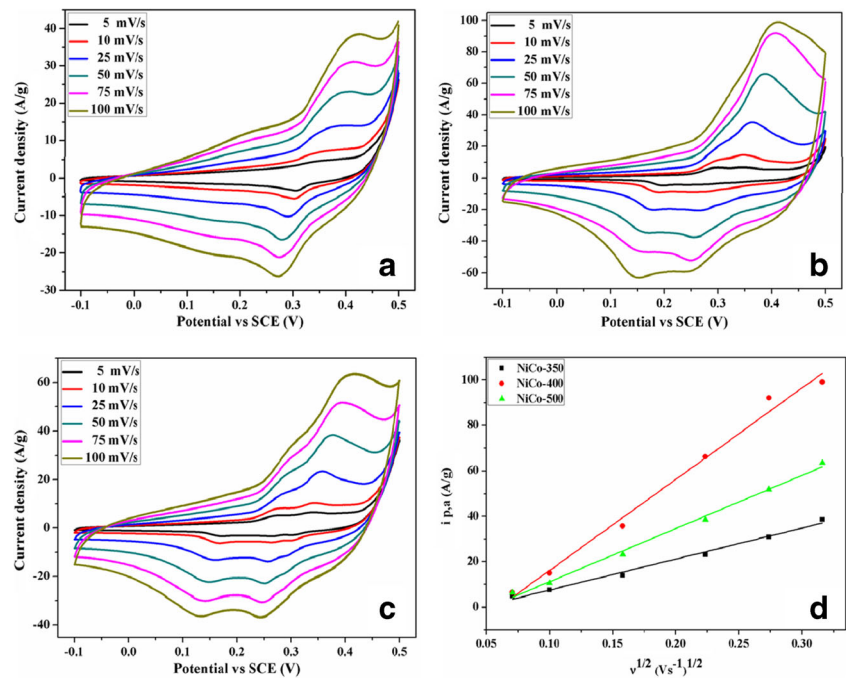 40
30
20
10
0
-10
-20
-30
Current density (A/g)
5 mV/s
10 mV/s
25 mV/s
50 mV/s
75 mV/s
100 mV/s
a
-0.1 0.0 0.1 0.2 0.3 0.4 0.5
Potential vs SCE (V)
100
80
60
40
20
0
-20
-40
-60
Current density (A/g)
5 mV/s
10 mV/s
25 mV/s
50 mV/s
75 mV/s
100 mV/s
b
-0.1 0.0 0.1 0.2 0.3 0.4 0.5
Potential vs SCE (V)
60
40
20
0
-20
-40
Current density (A/g)
5 mV/s
10 mV/s
25 mV/s
50 mV/s
75 mV/s
100 mV/s
c
-0.1 0.0 0.1 0.2 0.3 0.4 0.5
Potential vs SCE (V)
100
80
60
40
20
0
i p,a (A/g)
NiCo-350
NiCo-400
NiCo-500
d
0.05 0.10 0.15 0.20 0.25 0.30
ν^1/2 (Vs^-1)^1/2